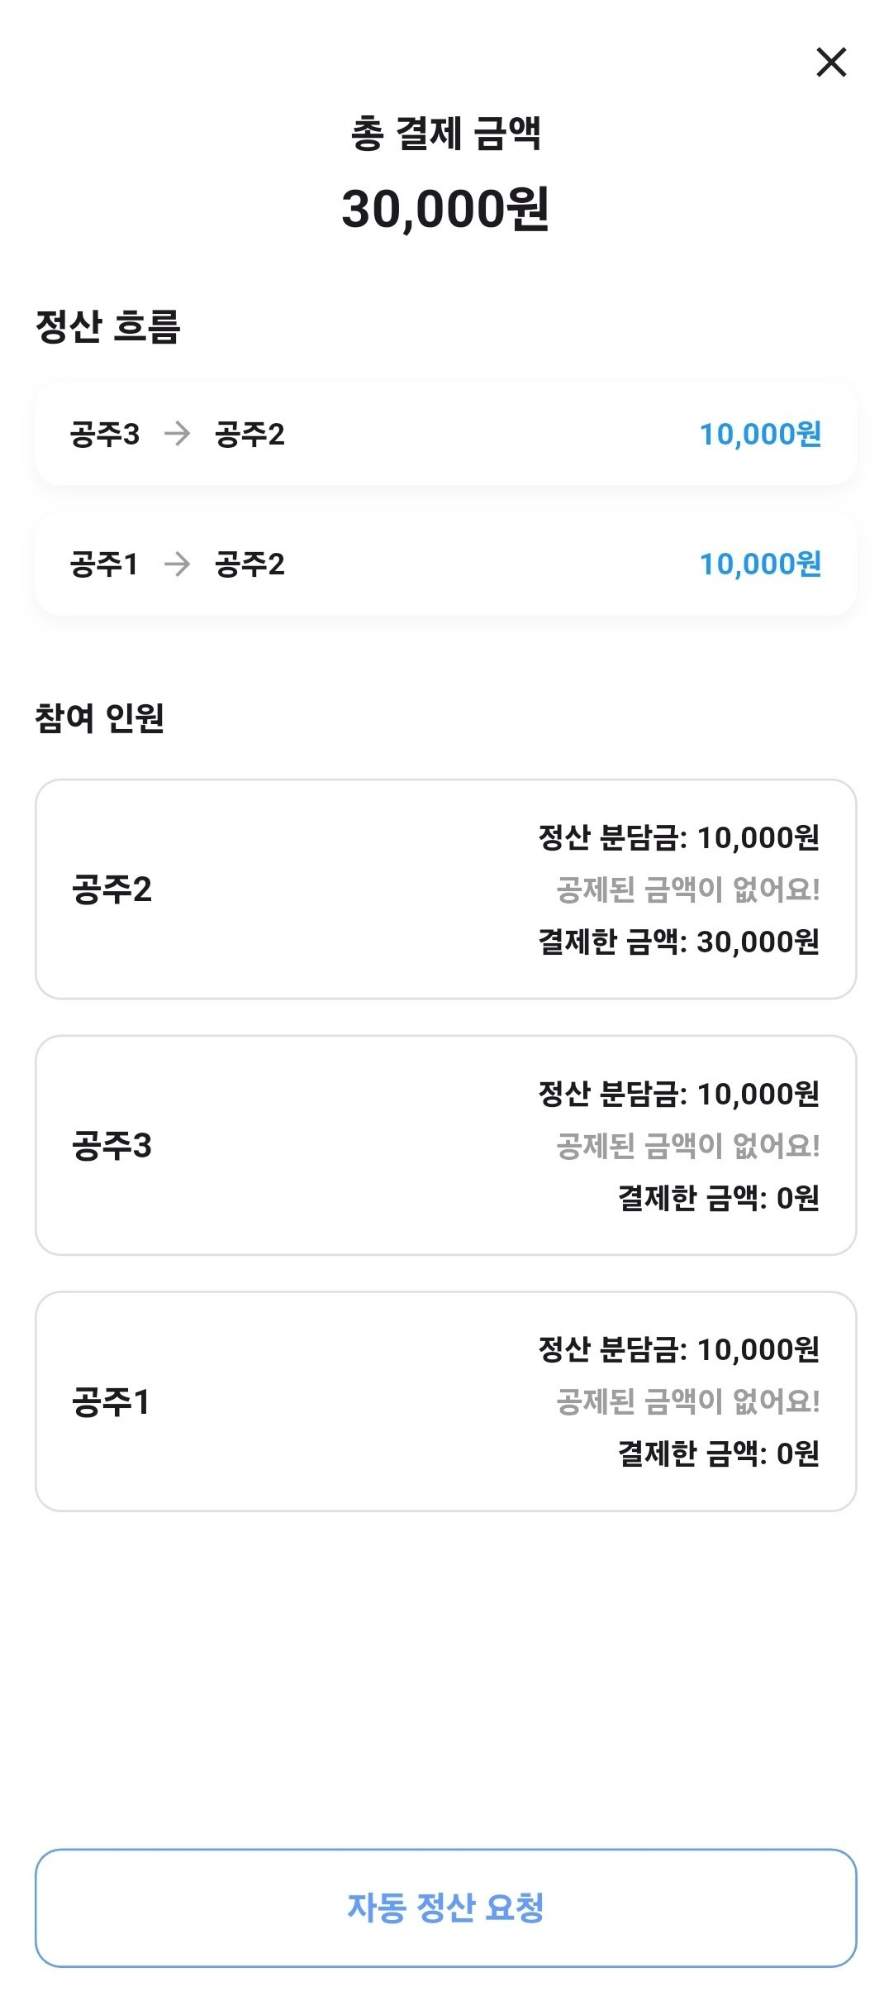 총 결제 금액
30,000원
정산 흐름
공주3 → 공주2 10,000원
공주1 → 공주2 10,000원
참여 인원
정산 분담금: 10,000원
공주2
공제된 금액이 없어요!
결제한 금액: 30,000원
정산 분담금: 10,000원
공주3
공제된 금액이 없어요!
결제한 금액: 0원
정산 분담금: 10,000원
공주1
공제된 금액이 없어요!
결제한 금액: 0원
자동 정산 요청